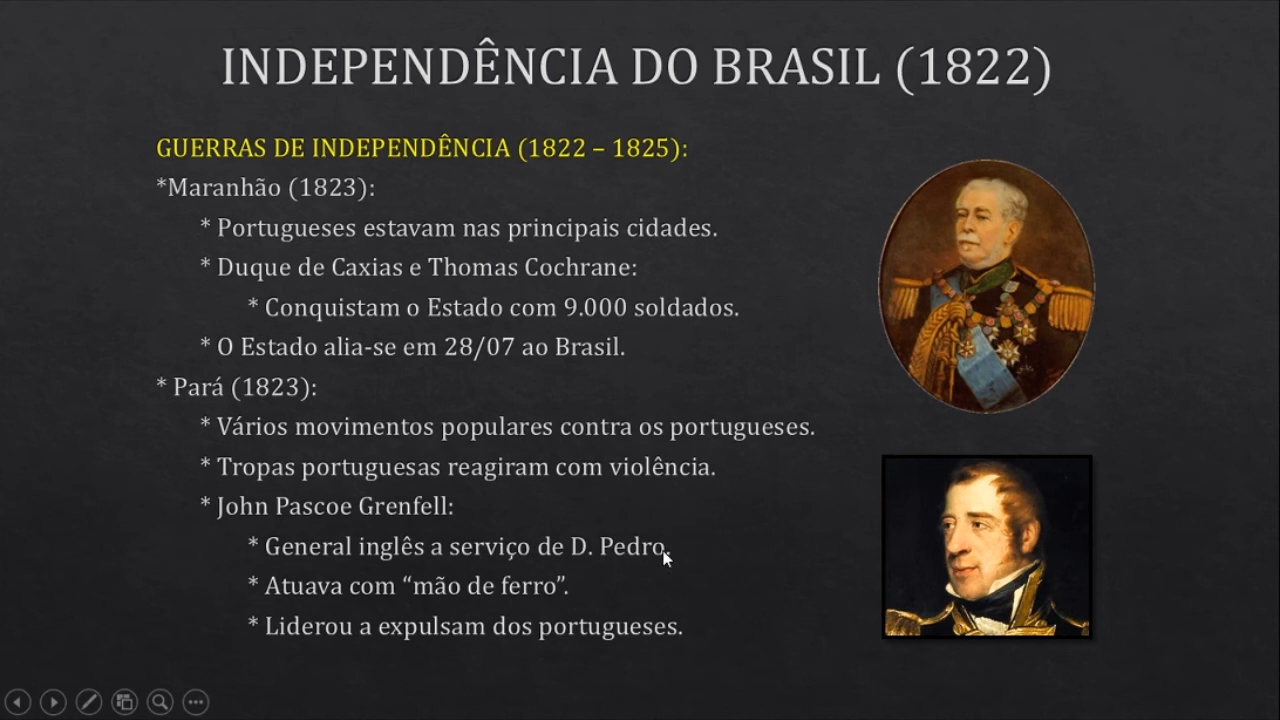 INDEPENDÊNCIA DO BRASIL (1822)
GUERRAS DE INDEPENDÊNCIA (1822 – 1825):
*Maranhão (1823):
* Portugueses estavam nas principais cidades.
* Duque de Caxias e Thomas Cochrane:
* Conquistam o Estado com 9.000 soldados.
* O Estado alia-se em 28/07 ao Brasil.
* Pará (1823):
* Vários movimentos populares contra os portugueses.
* Tropas portuguesas reagiram com violência.
* John Pascoe Grenfell:
* General inglês a serviço de D. Pedro.
* Atuava com “mão de ferro”.
* Liderou a expulsam dos portugueses.